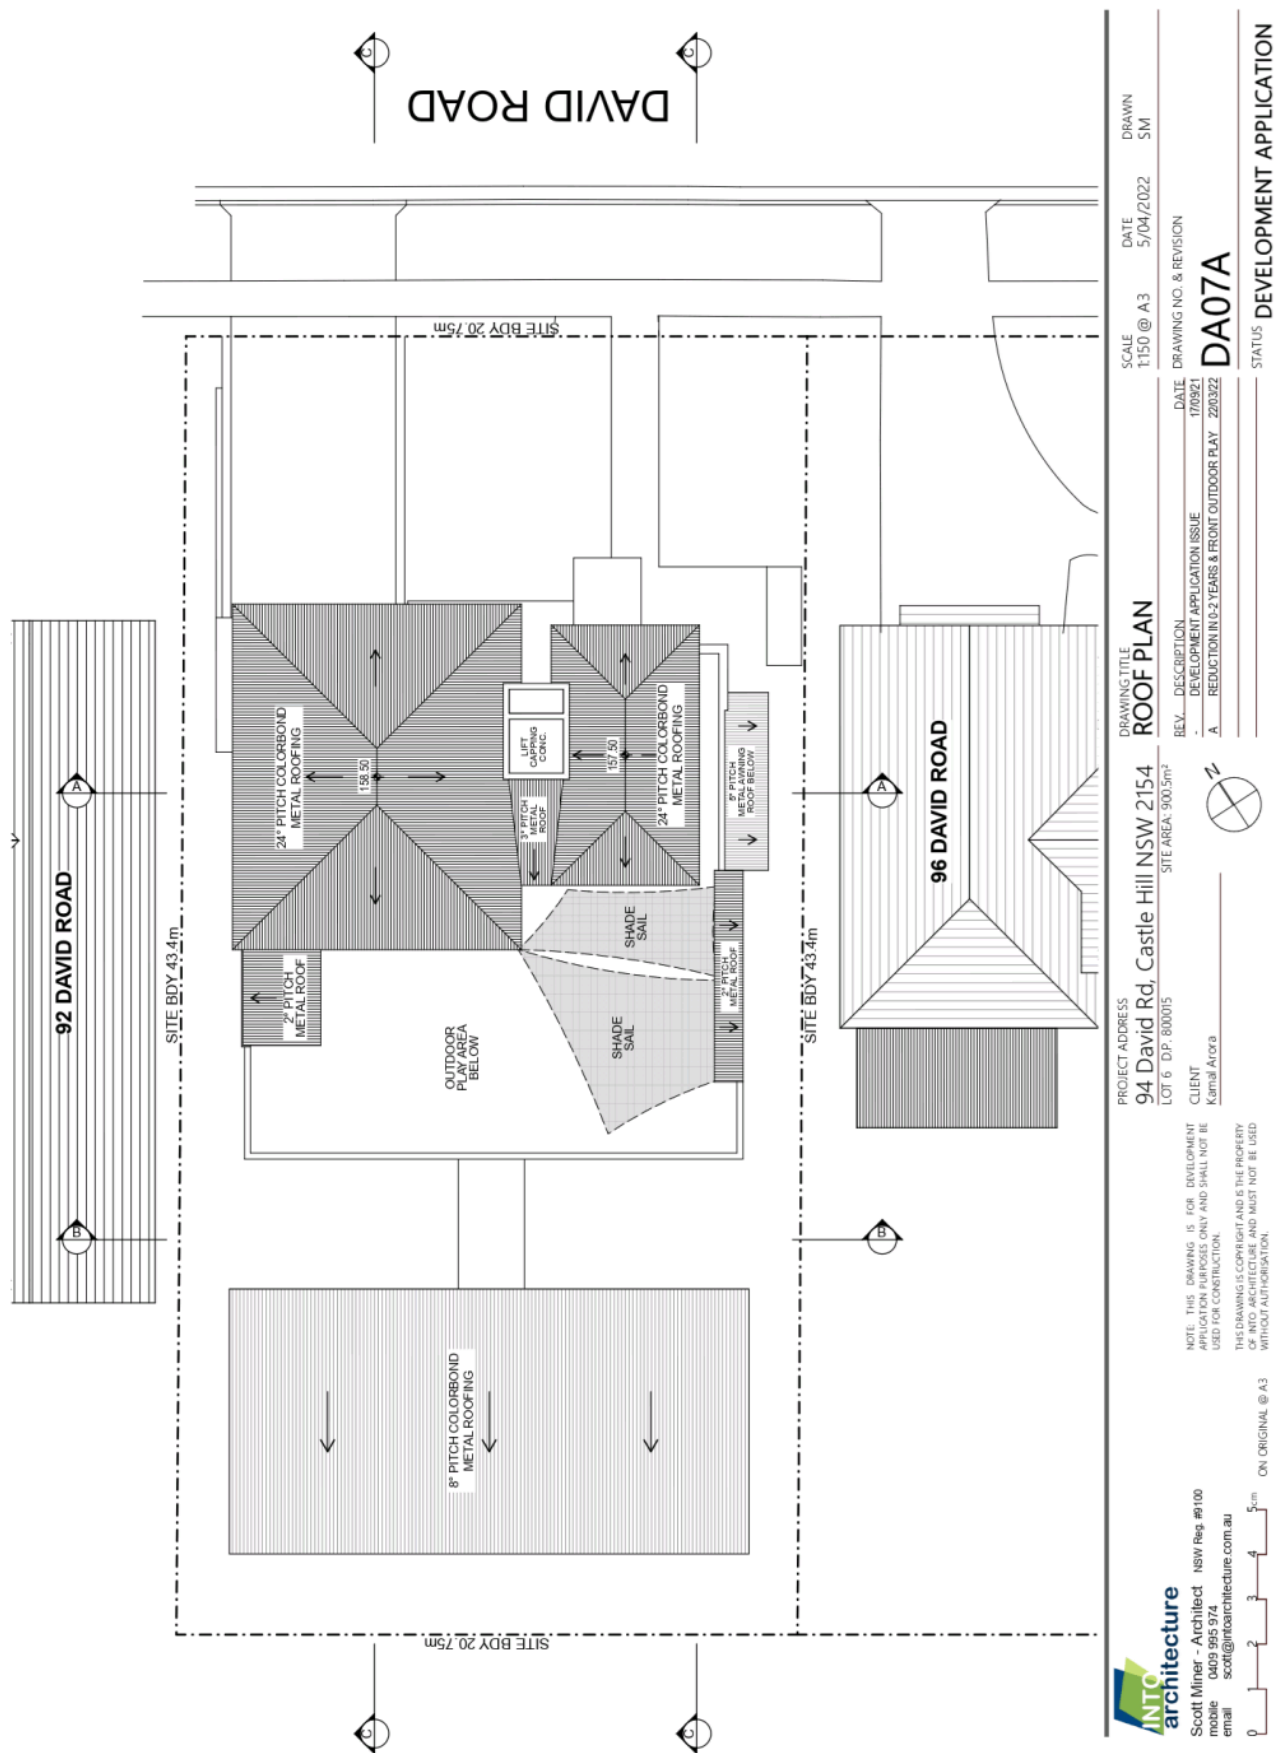 DAVID ROAD
C
C
92 DAVID ROAD
A
B
SITE BDY 43.4m
SITE BDY 20.75m
24° PITCH COLORBOND
METAL ROOFING
158.50
LIFT
CAPPING
CONC.
3° PITCH
METAL
ROOF
157.50
24° PITCH COLORBOND
METAL ROOFING
METAL AWNING
ROOF BELOW
2° PITCH
METAL ROOF
OUTDOOR
PLAY AREA
BELOW
SHADE
SAIL
SHADE
SAIL
2° PITCH
METAL ROOF
8° PITCH COLORBOND
METAL ROOFING
SITE BDY 20.75m
SITE BDY 43.4m
96 DAVID ROAD
A
B
C
C
INTO
architecture
Scott Miner - Architect NSW Reg. #9100
mobile 0409 995 974
email scott@intoarchitecture.com.au
0 1 2 3 4 5cm
ON ORIGINAL @ A3
NOTE: THIS DRAWING IS FOR DEVELOPMENT
APPLICATION PURPOSES ONLY AND SHALL NOT BE
USED FOR CONSTRUCTION.
THIS DRAWING IS COPYRIGHT AND IS THE PROPERTY
OF INTO ARCHITECTURE AND MUST NOT BE USED
WITHOUT AUTHORISATION.
PROJECT ADDRESS
94 David Rd, Castle Hill NSW 2154
LOT 6 D.P. 800015 SITE AREA: 900.5m²
CLIENT
Kamal Arora
N
DRAWING TITLE
ROOF PLAN
REV. DESCRIPTION DATE
- DEVELOPMENT APPLICATION ISSUE 17/09/21
A REDUCTION IN 0-2 YEARS & FRONT OUTDOOR PLAY 22/03/22
SCALE
1:150 @ A3
DATE
5/04/2022
DRAWN
SM
DRAWING NO. & REVISION
DA07A
STATUS DEVELOPMENT APPLICATION